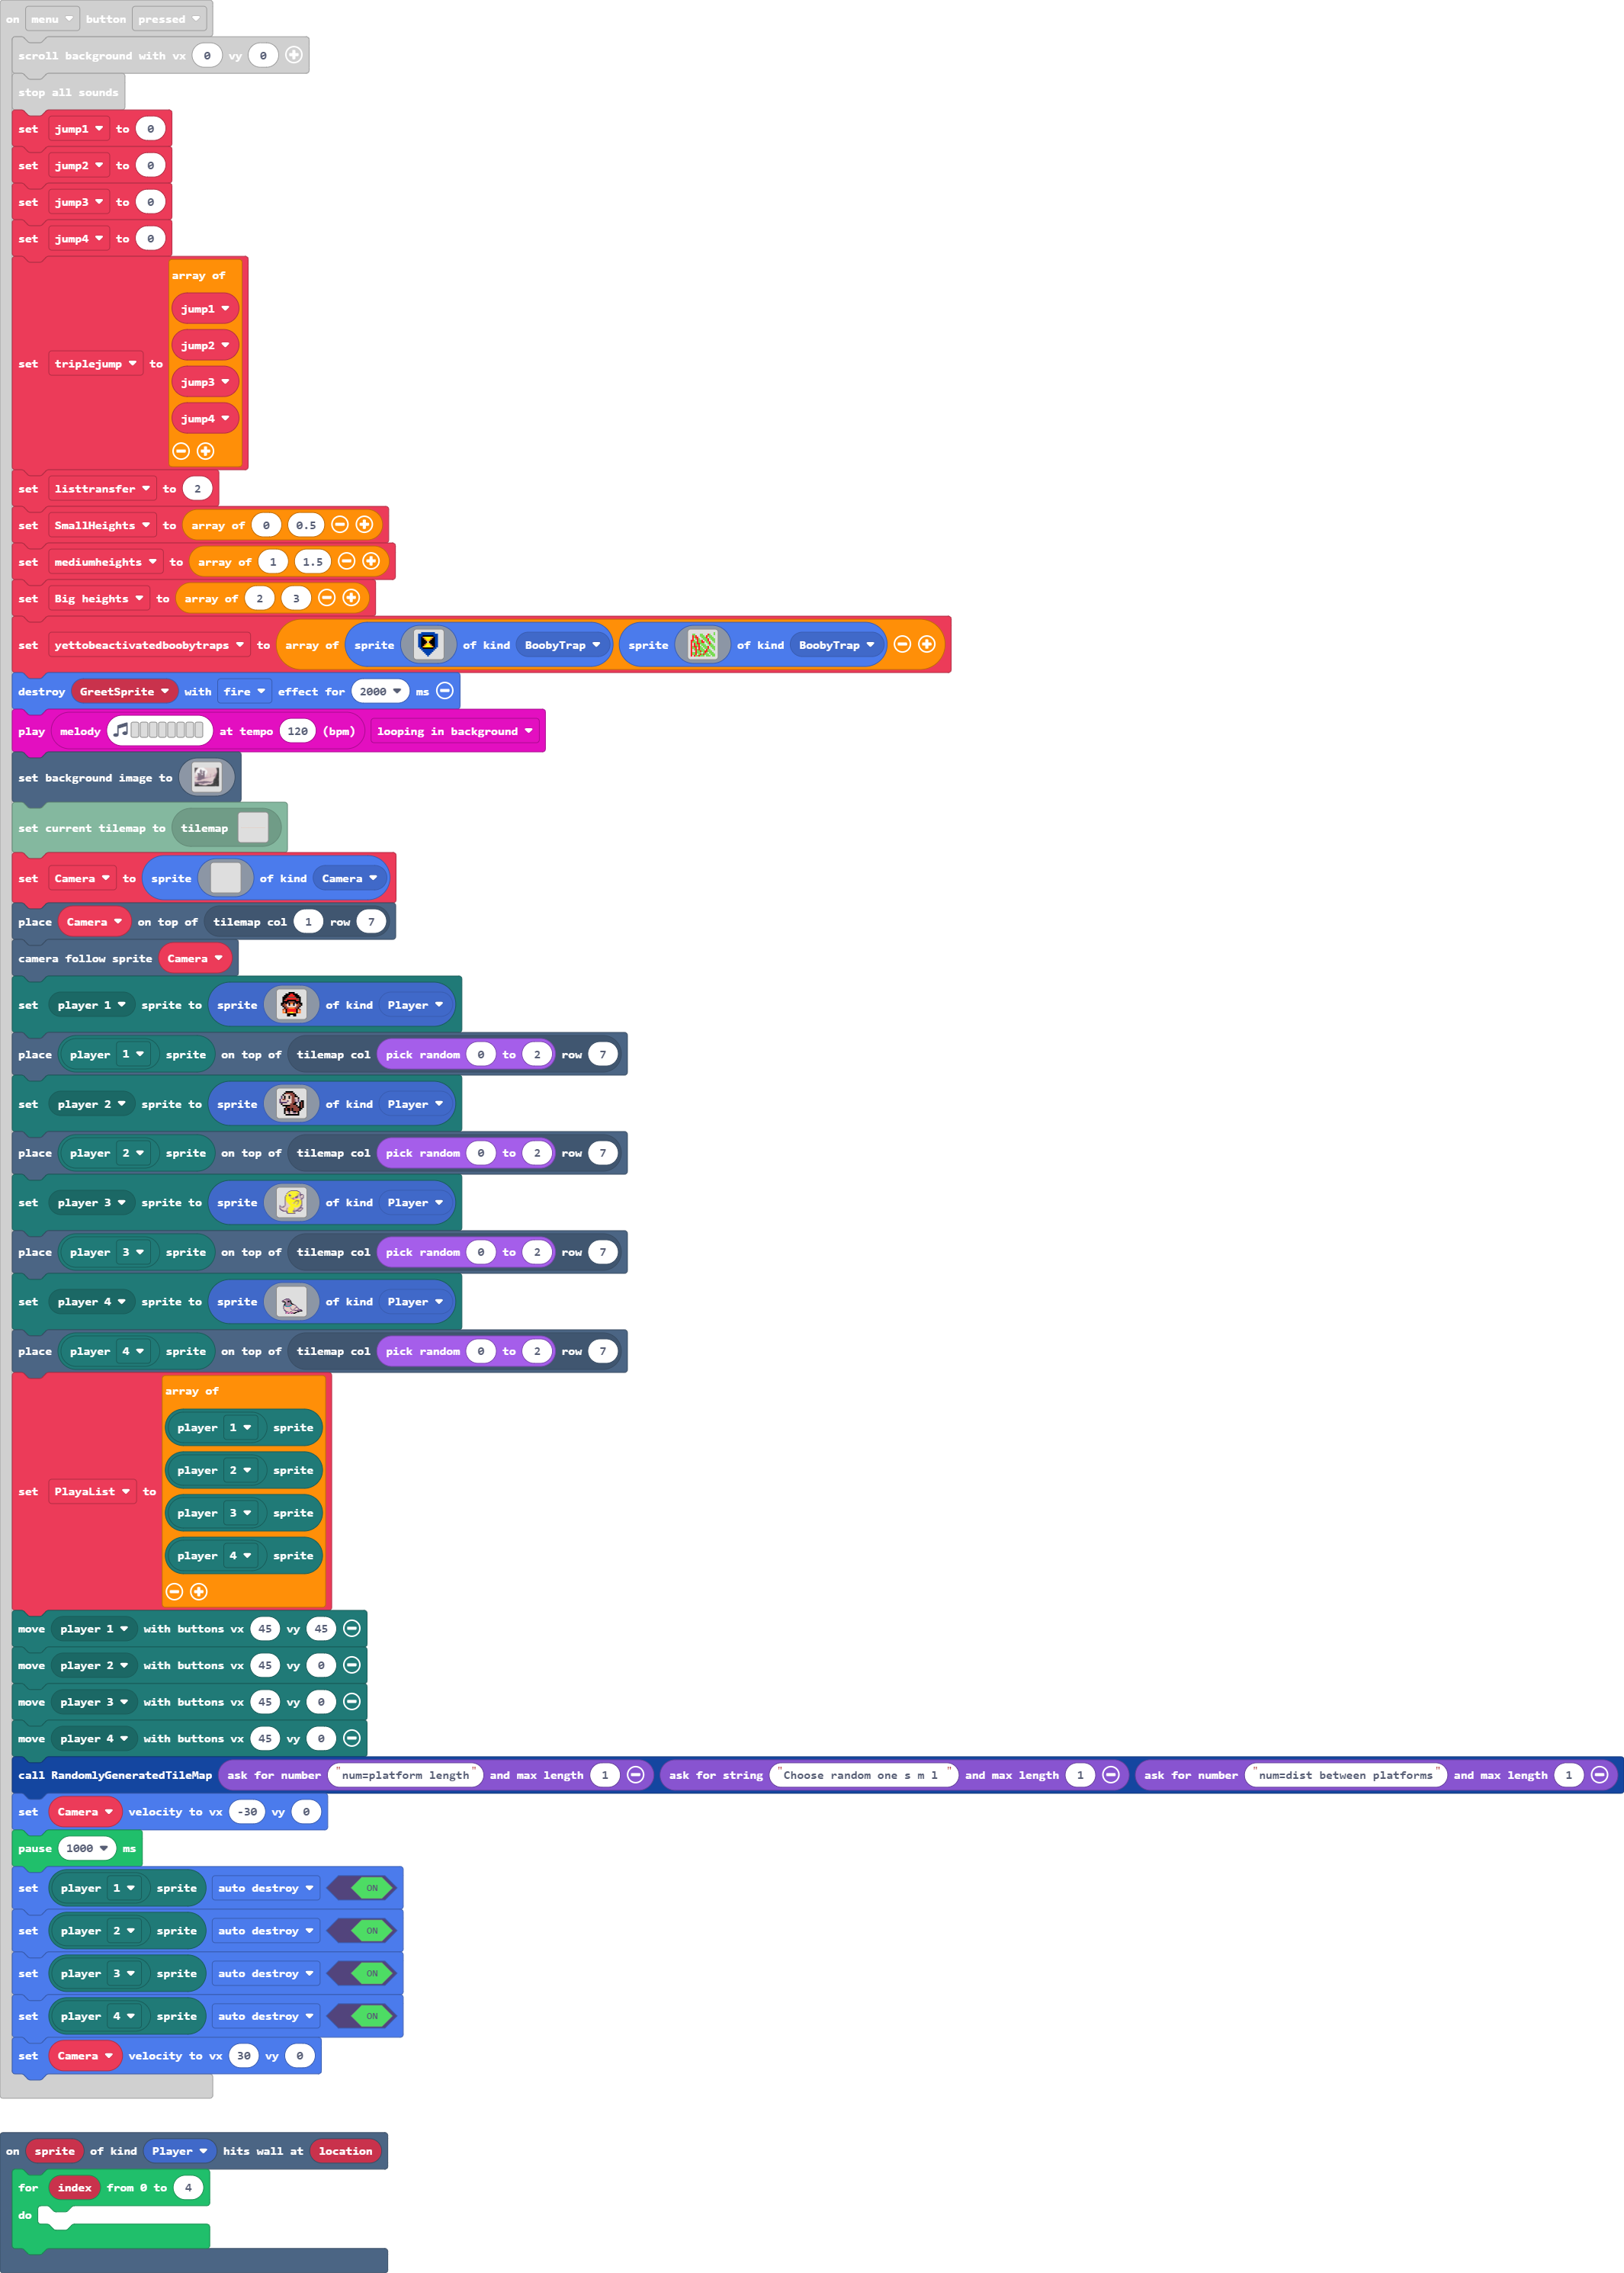 on menu button pressed
scroll background with vx 0 vy 0
stop all sounds
set jump1 to 0
set jump2 to 0
set jump3 to 0
set jump4 to 0
array of
jump1
jump2
set triplejump to
jump3
jump4
set listtransfer to 2
set SmallHeights to array of 0 0.5
set mediumheights to array of 1 1.5
set Big heights to array of 2 3
set yettobeactivatedboobytraps to array of sprite of kind BoobyTrap sprite of kind BoobyTrap
destroy GreetSprite with fire effect for 2000 ms
play melody at tempo 120 (bpm) looping in background
set background image to
set current tilemap to tilemap
set Camera to sprite of kind Camera
place Camera on top of tilemap col 1 row 7
camera follow sprite Camera
set player 1 sprite to sprite of kind Player
place player 1 sprite on top of tilemap col pick random 0 to 2 row 7
set player 2 sprite to sprite of kind Player
place player 2 sprite on top of tilemap col pick random 0 to 2 row 7
set player 3 sprite to sprite of kind Player
place player 3 sprite on top of tilemap col pick random 0 to 2 row 7
set player 4 sprite to sprite of kind Player
place player 4 sprite on top of tilemap col pick random 0 to 2 row 7
array of
player 1 sprite
player 2 sprite
set PlayaList to
player 3 sprite
player 4 sprite
move player 1 with buttons vx 45 vy 45
move player 2 with buttons vx 45 vy 0
move player 3 with buttons vx 45 vy 0
move player 4 with buttons vx 45 vy 0
call RandomlyGeneratedTileMap ask for number "num=platform length" and max length 1 ask for string "Choose random one s m l " and max length 1 ask for number "num=dist between platforms" and max length 1
set Camera velocity to vx -30 vy 0
pause 1000 ms
set player 1 sprite auto destroy ON
set player 2 sprite auto destroy ON
set player 3 sprite auto destroy ON
set player 4 sprite auto destroy ON
set Camera velocity to vx 30 vy 0
on sprite of kind Player hits wall at location
for index from 0 to 4
do